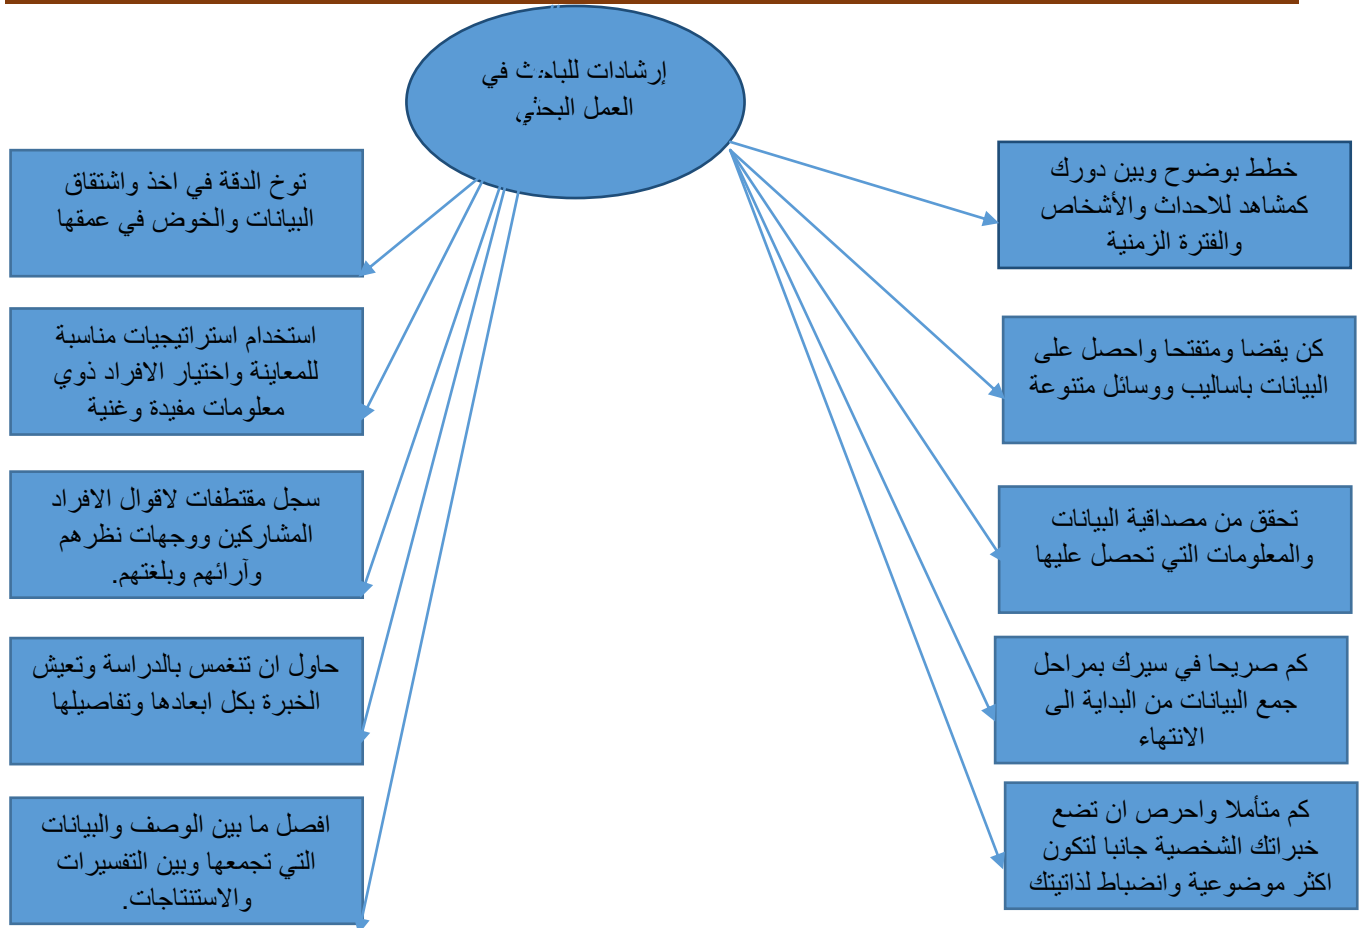 إرشادات للباحث في
العمل البحثي
خطط بوضوح وبين دورك
كمشاهد للاحداث والأشخاص
والفترة الزمنية
كن يقضا ومتفتحا واحصل على
البيانات باساليب ووسائل متنوعة
تحقق من مصداقية البيانات
والمعلومات التي تحصل عليها
كم صريحا في سيرك بمراحل
جمع البيانات من البداية الى
الانتهاء
كم متأملا واحرص ان تضع
خبراتك الشخصية جانبا لتكون
اكثر موضوعية وانضباط لذاتيتك
توخ الدقة في اخذ واشتقاق
البيانات والخوض في عمقها
استخدام استراتيجيات مناسبة
للمعاينة واختيار الافراد ذوي
معلومات مفيدة وغنية
سجل مقتطفات لاقوال الافراد
المشاركين ووجهات نظرهم
وآرائهم وبلغتهم.
حاول ان تنغمس بالدراسة وتعيش
الخبرة بكل ابعادها وتفاصيلها
افصل ما بين الوصف والبيانات
التي تجمعها وبين التفسيرات
والاستنتاجات.